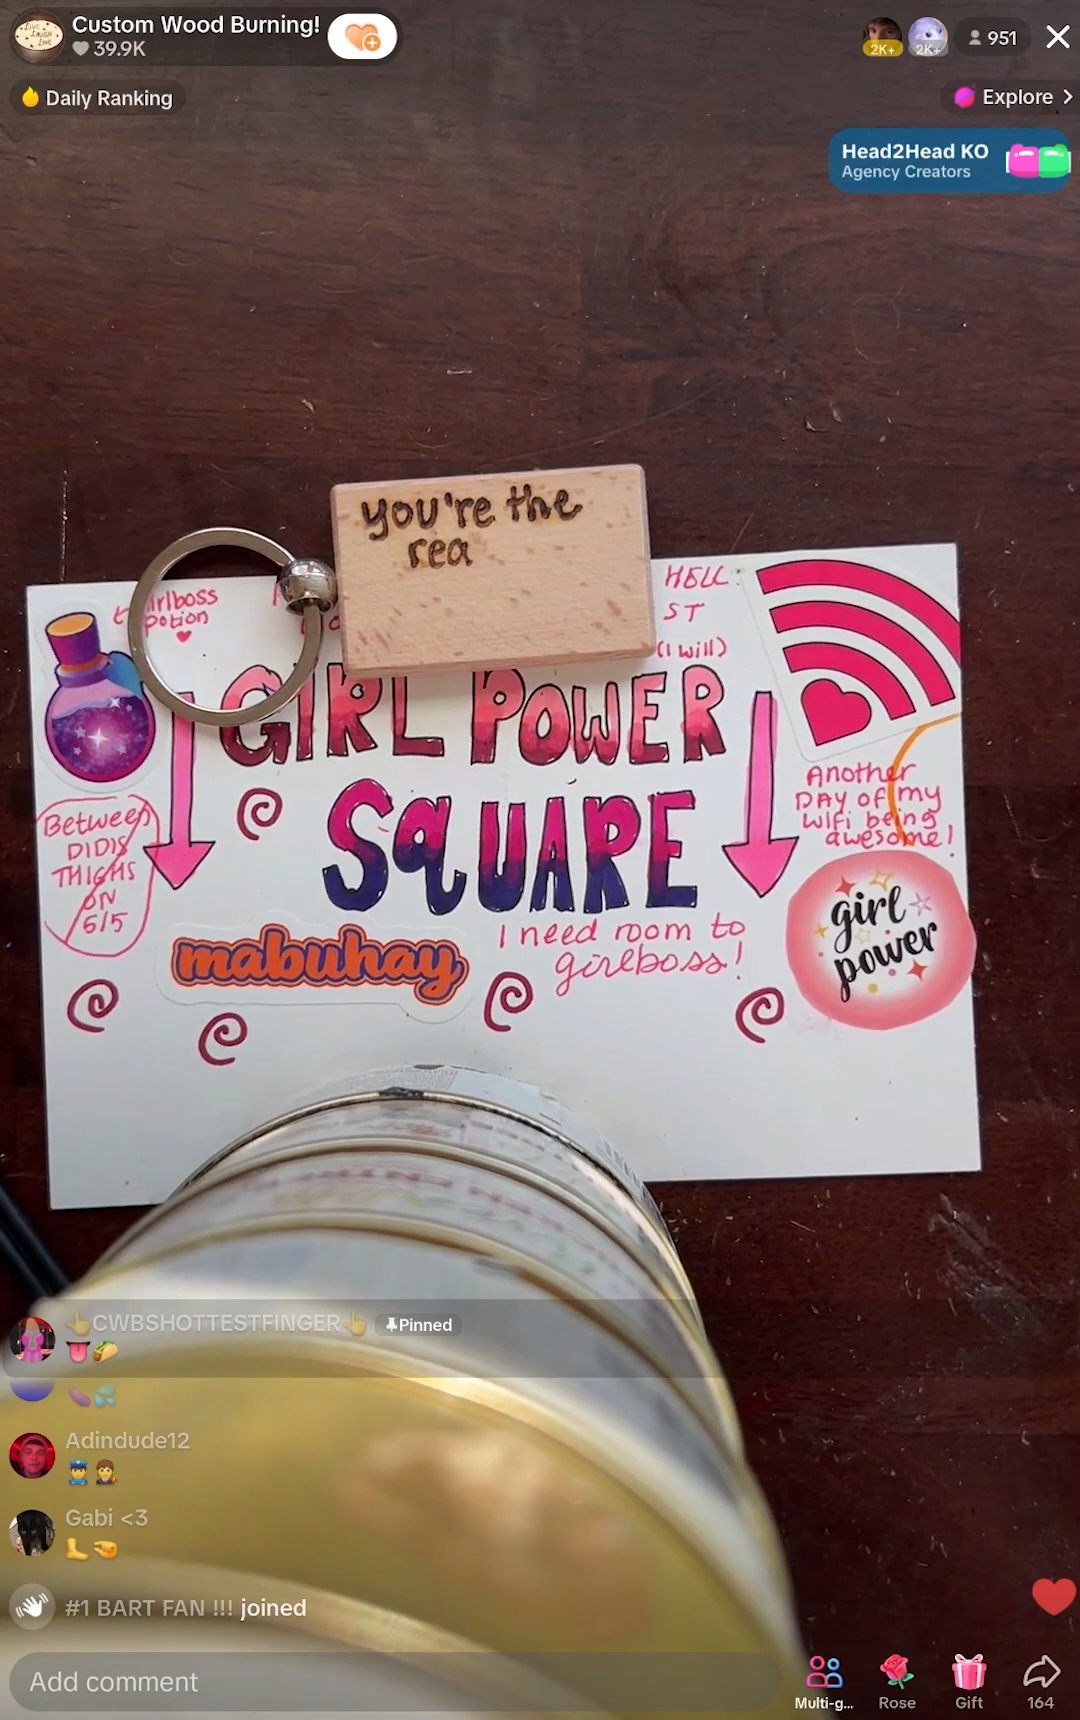 Custom Wood Burning!
39.9K
2K+
2K+
951
Daily Ranking
Explore
Head2Head KO
Agency Creators
you're the
rea
girlboss
potion
HELL
ST
(I will)
GIRL POWER
SQUARE
Between
DIDIS
THIGHS
ON
6/5
Another
DAY OF my
wifi being
awesome!
girl
power
mabuhay
I need room to
girlboss!
👆CWBSHOTTESTFINGER👆
Pinned
👅🌮
🍆💦
Adindude12
Gabi <3
#1 BART FAN !!! joined
Add comment
Multi-g...
Rose
Gift
164